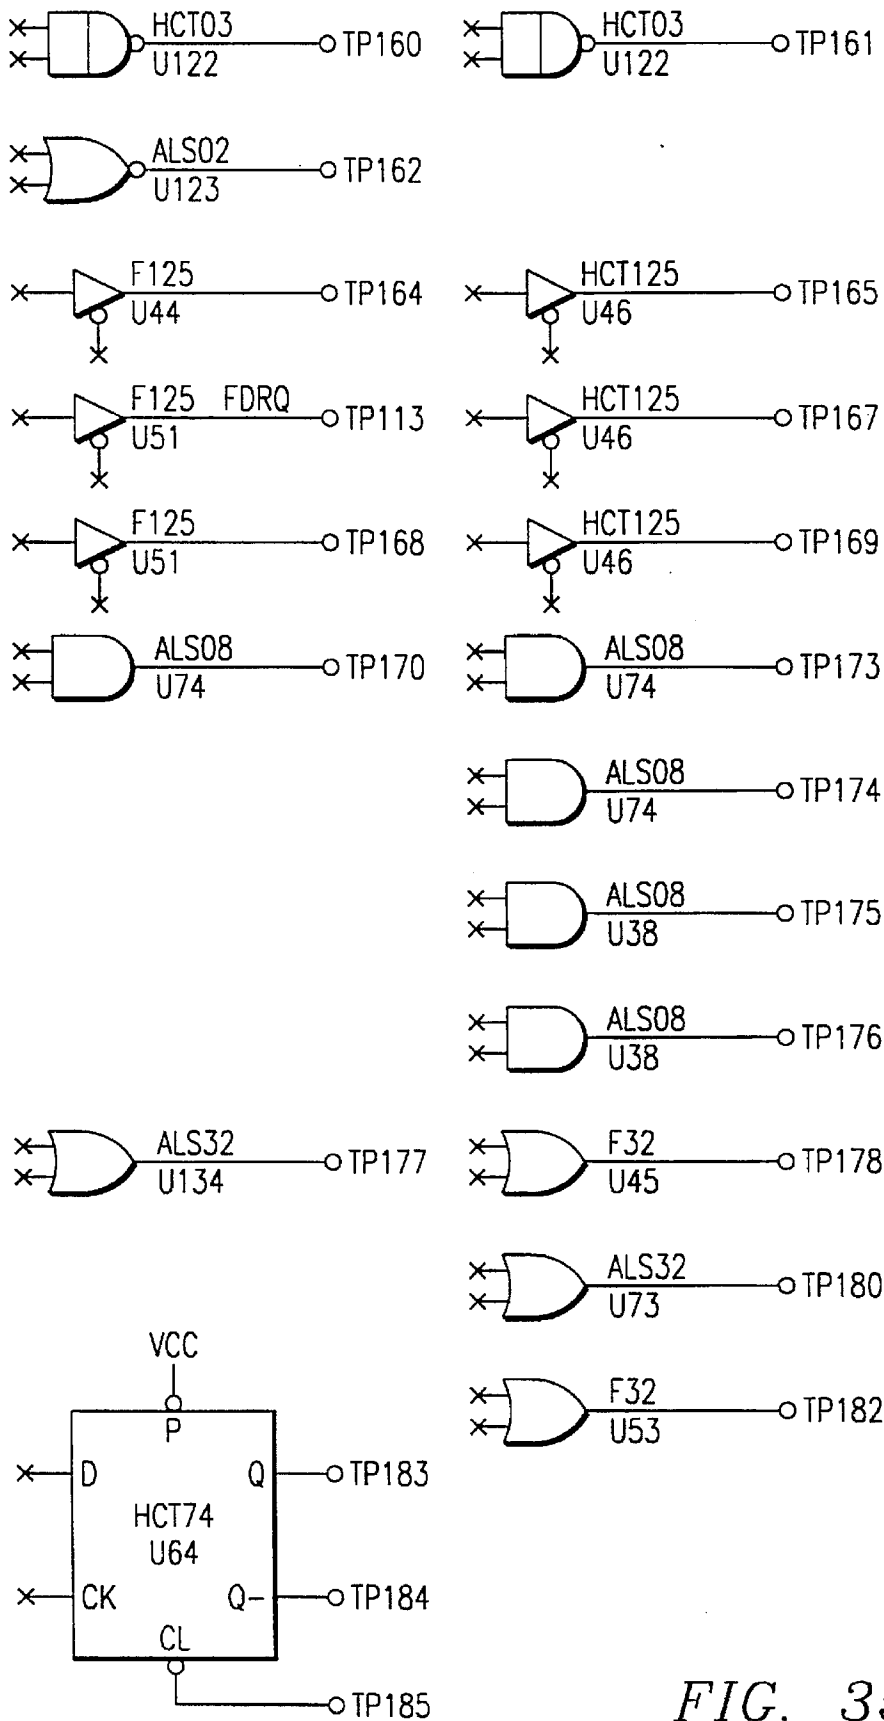 HCT03
U122
TP160
HCT03
U122
TP161
ALS02
U123
TP162
F125
U44
TP164
HCT125
U46
TP165
F125 FDRQ
U51
TP113
HCT125
U46
TP167
F125
U51
TP168
HCT125
U46
TP169
ALS08
U74
TP170
ALS08
U74
TP173
ALS08
U74
TP174
ALS08
U38
TP175
ALS08
U38
TP176
ALS32
U134
TP177
F32
U45
TP178
ALS32
U73
TP180
F32
U53
TP182
VCC
P
D
Q
TP183
HCT74
U64
CK
Q-
TP184
CL
TP185
FIG.